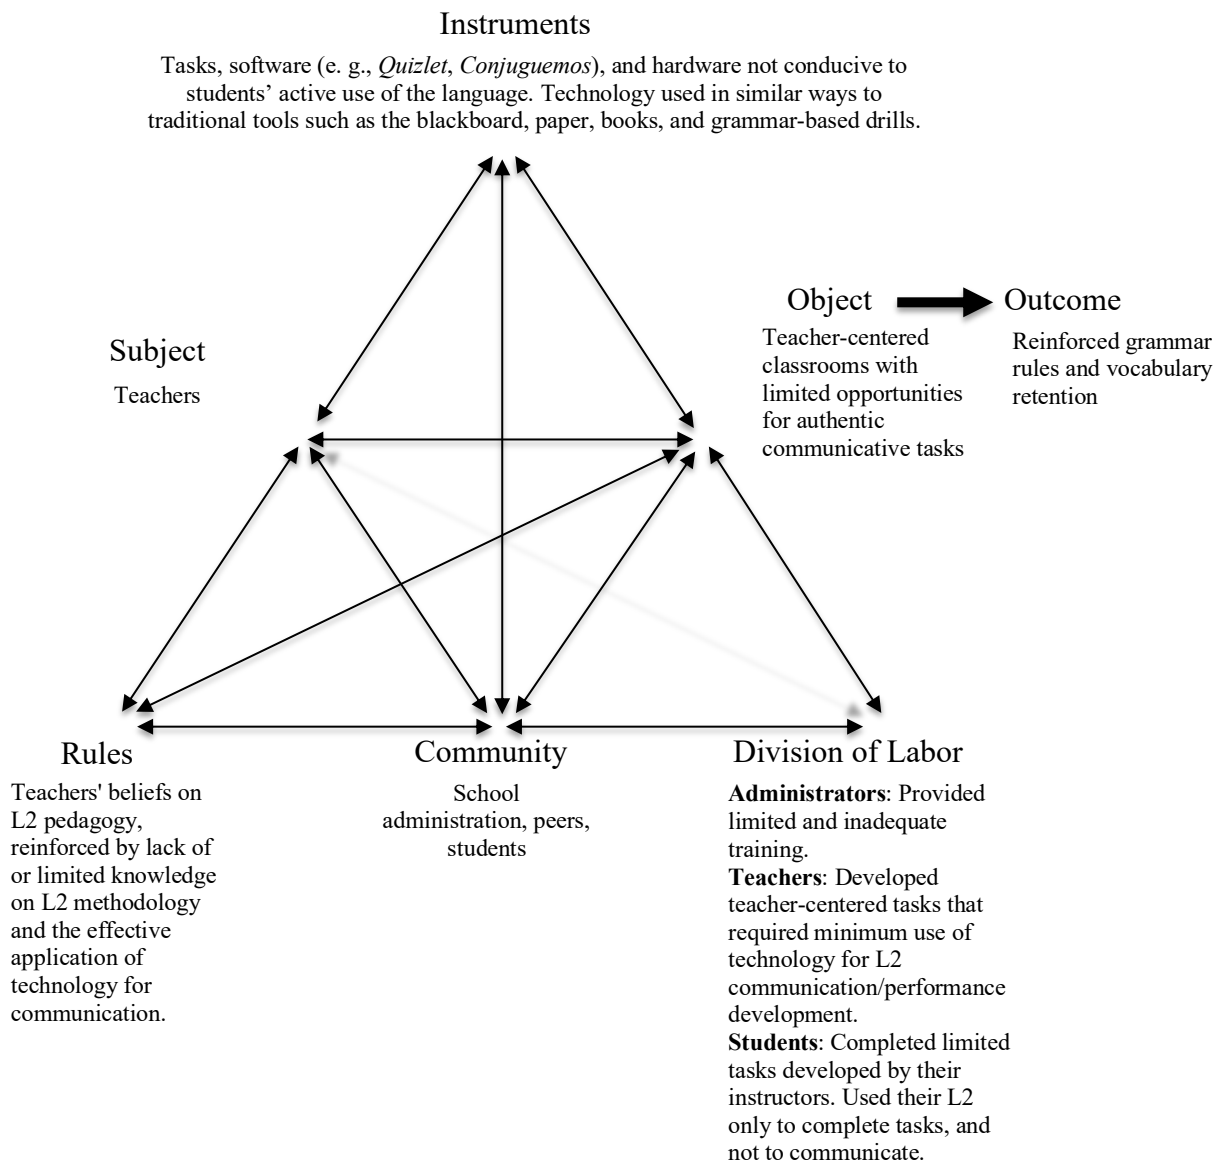 Instruments
Tasks, software (e. g., Quizlet, Conjuguemos), and hardware not conducive to
students’ active use of the language. Technology used in similar ways to
traditional tools such as the blackboard, paper, books, and grammar-based drills.
Subject
Teachers
Object
Teacher-centered
classrooms with
limited opportunities
for authentic
communicative tasks
Outcome
Reinforced grammar
rules and vocabulary
retention
Rules
Teachers' beliefs on
L2 pedagogy,
reinforced by lack of
or limited knowledge
on L2 methodology
and the effective
application of
technology for
communication.
Community
School
administration, peers,
students
Division of Labor
Administrators: Provided
limited and inadequate
training.
Teachers: Developed
teacher-centered tasks that
required minimum use of
technology for L2
communication/performance
development.
Students: Completed limited
tasks developed by their
instructors. Used their L2
only to complete tasks, and
not to communicate.